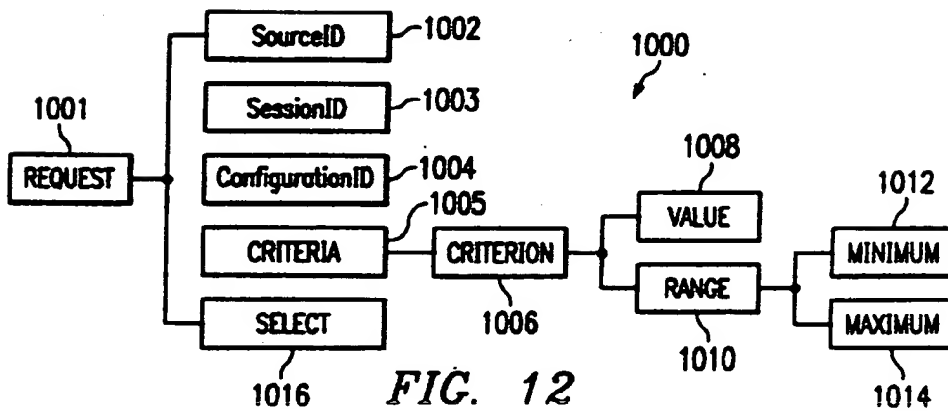 SourceID
1002
1000
1001
SessionID
1003
REQUEST
ConfigurationID
1004
1008
VALUE
1012
1005
CRITERIA
CRITERION
MINIMUM
RANGE
SELECT
1006
1010
MAXIMUM
1016
FIG. 12
1014